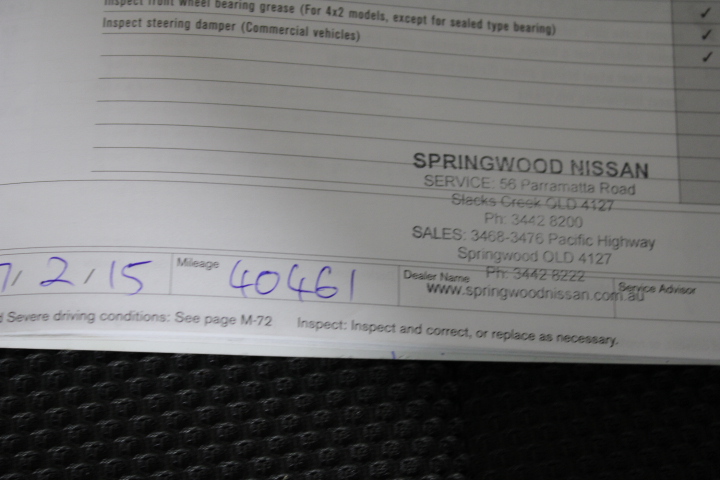 Inspect front wheel bearing grease (For 4x2 models, except for sealed type bearing)
Inspect steering damper (Commercial vehicles)
SPRINGWOOD NISSAN
SERVICE: 56 Parramatta Road
Slacks Creek QLD 4127
Ph: 3442 8200
SALES: 3468-3476 Pacific Highway
Springwood QLD 4127
Ph: 3442 8222
www.springwoodnissan.com.au
/ 2 / 15
Mileage 40461
Dealer Name
Service Advisor
Severe driving conditions: See page M-72
Inspect: Inspect and correct, or replace as necessary.